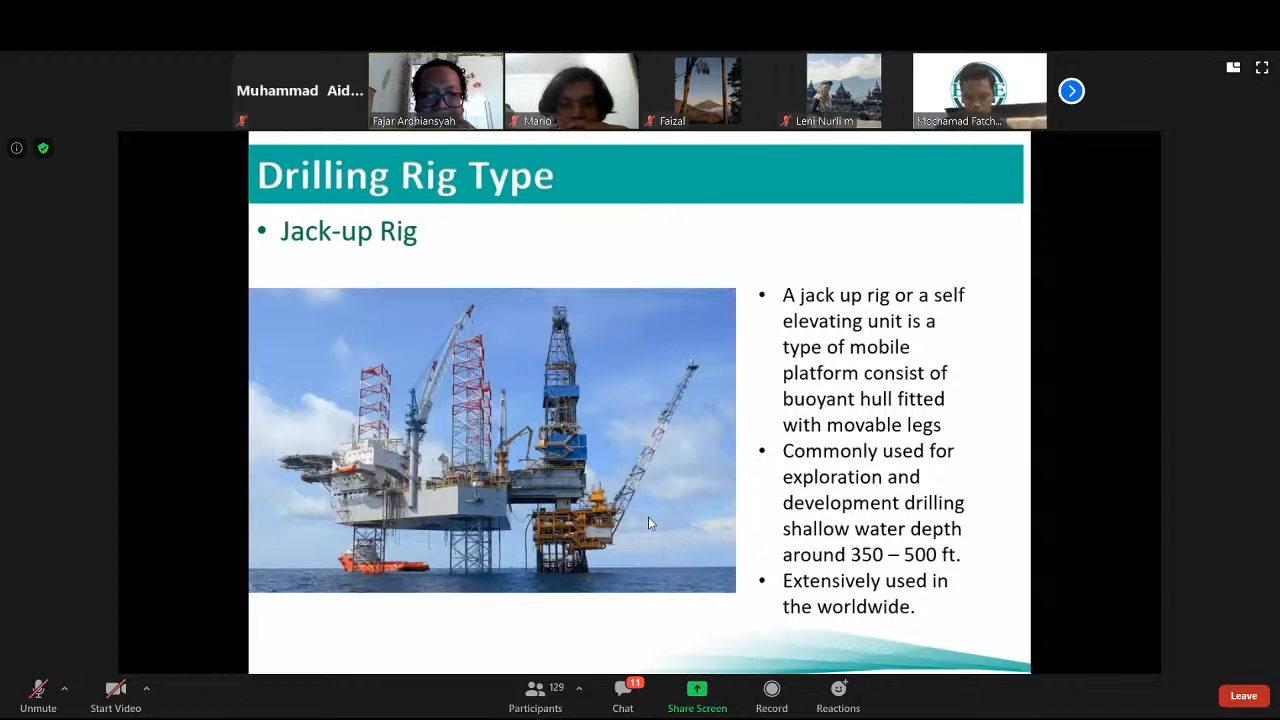 Muhammad Aid...
Fajar Ardhiansyah
Mario
Faizal
Leni Nurli m
Mochamad Fatch...
Drilling Rig Type
• Jack-up Rig
• A jack up rig or a self
elevating unit is a
type of mobile
platform consist of
buoyant hull fitted
with movable legs
• Commonly used for
exploration and
development drilling
shallow water depth
around 350 – 500 ft.
• Extensively used in
the worldwide.
Unmute
Start Video
129
Participants
11
Chat
Share Screen
Record
Reactions
Leave